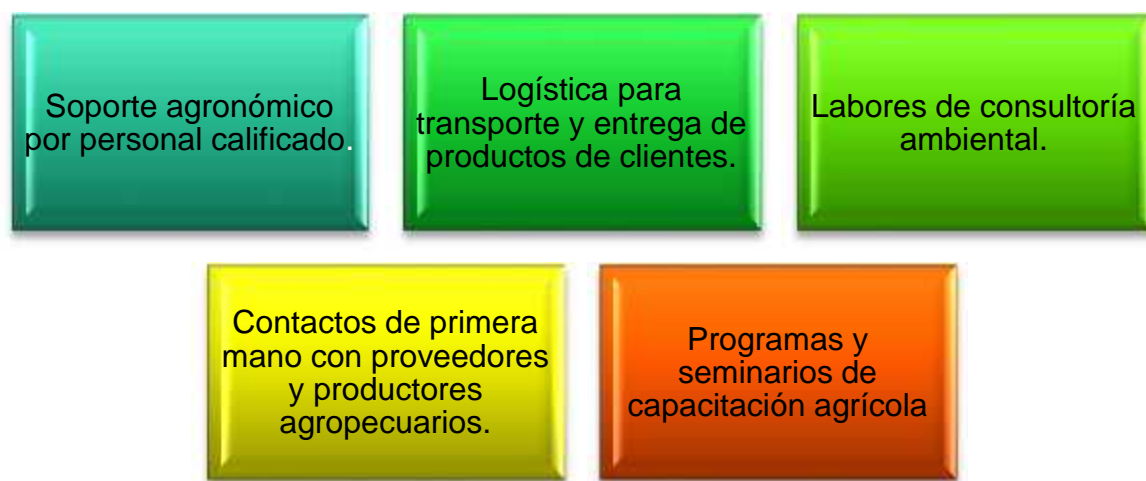 Soporte agronómico
por personal calificado.
Logística para
transporte y entrega de
productos de clientes.
Labores de consultoría
ambiental.
Contactos de primera
mano con proveedores
y productores
agropecuarios.
Programas y
seminarios de
capacitación agrícola